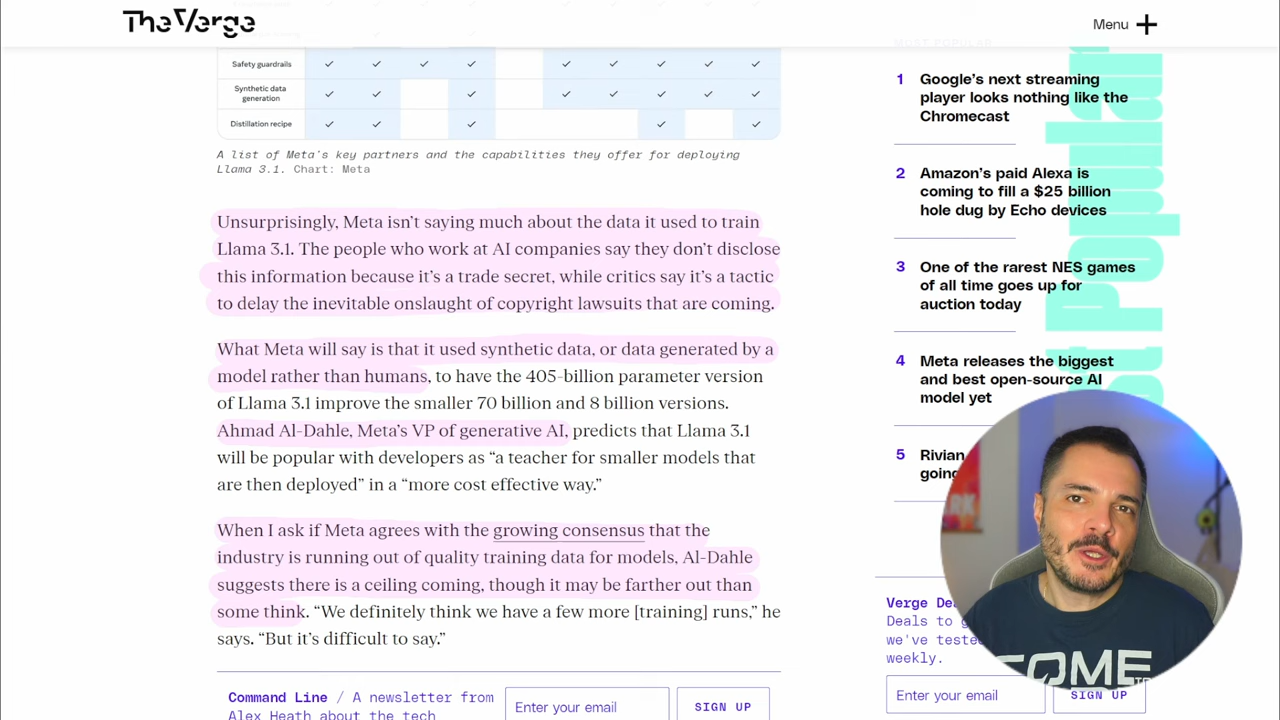 The Verge
Menu
Safety guardrails
Synthetic data
generation
Distillation recipe
A list of Meta's key partners and the capabilities they offer for deploying
Llama 3.1. Chart: Meta
Unsurprisingly, Meta isn't saying much about the data it used to train
Llama 3.1. The people who work at AI companies say they don't disclose
this information because it's a trade secret, while critics say it's a tactic
to delay the inevitable onslaught of copyright lawsuits that are coming.
What Meta will say is that it used synthetic data, or data generated by a
model rather than humans, to have the 405-billion parameter version
of Llama 3.1 improve the smaller 70 billion and 8 billion versions.
Ahmad Al-Dahle, Meta's VP of generative AI, predicts that Llama 3.1
will be popular with developers as “a teacher for smaller models that
are then deployed” in a “more cost effective way.”
When I ask if Meta agrees with the growing consensus that the
industry is running out of quality training data for models, Al-Dahle
suggests there is a ceiling coming, though it may be farther out than
some think. “We definitely think we have a few more [training] runs,” he
says. “But it's difficult to say.”
Command Line / A newsletter from
Alex Heath about the tech
Enter your email
SIGN UP
MOST POPULAR
1 Google's next streaming
player looks nothing like the
Chromecast
2 Amazon's paid Alexa is
coming to fill a $25 billion
hole dug by Echo devices
3 One of the rarest NES games
of all time goes up for
auction today
4 Meta releases the biggest
and best open-source AI
model yet
5 Rivian
going
Verge De
Deals to
we've teste
weekly.
Enter your email
SIGN UP